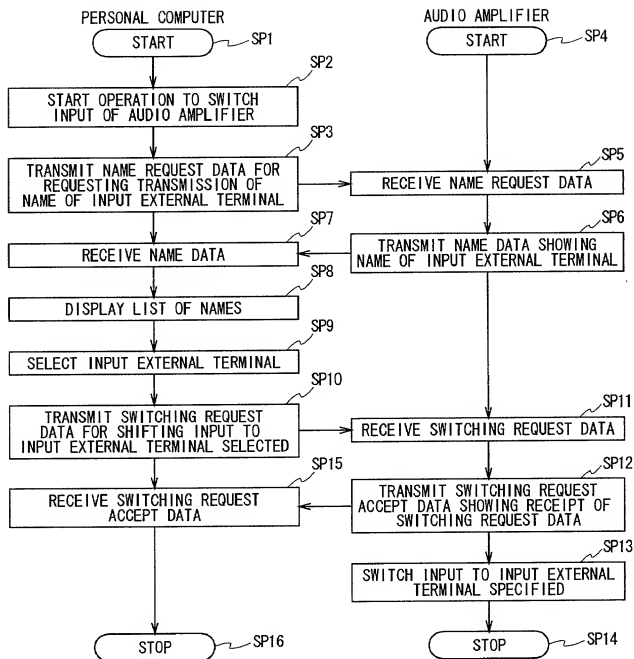 PERSONAL COMPUTER
AUDIO AMPLIFIER
START
SP1
START
SP4
SP2
START OPERATION TO SWITCH
INPUT OF AUDIO AMPLIFIER
SP3
TRANSMIT NAME REQUEST DATA FOR
REQUESTING TRANSMISSION OF
NAME OF INPUT EXTERNAL TERMINAL
SP5
RECEIVE NAME REQUEST DATA
SP7
RECEIVE NAME DATA
SP6
TRANSMIT NAME DATA SHOWING
NAME OF INPUT EXTERNAL TERMINAL
SP8
DISPLAY LIST OF NAMES
SP9
SELECT INPUT EXTERNAL TERMINAL
SP10
TRANSMIT SWITCHING REQUEST
DATA FOR SHIFTING INPUT TO
INPUT EXTERNAL TERMINAL SELECTED
SP11
RECEIVE SWITCHING REQUEST DATA
SP15
RECEIVE SWITCHING REQUEST
ACCEPT DATA
SP12
TRANSMIT SWITCHING REQUEST
ACCEPT DATA SHOWING RECEIPT OF
SWITCHING REQUEST DATA
SP13
SWITCH INPUT TO INPUT EXTERNAL
TERMINAL SPECIFIED
STOP
SP16
STOP
SP14